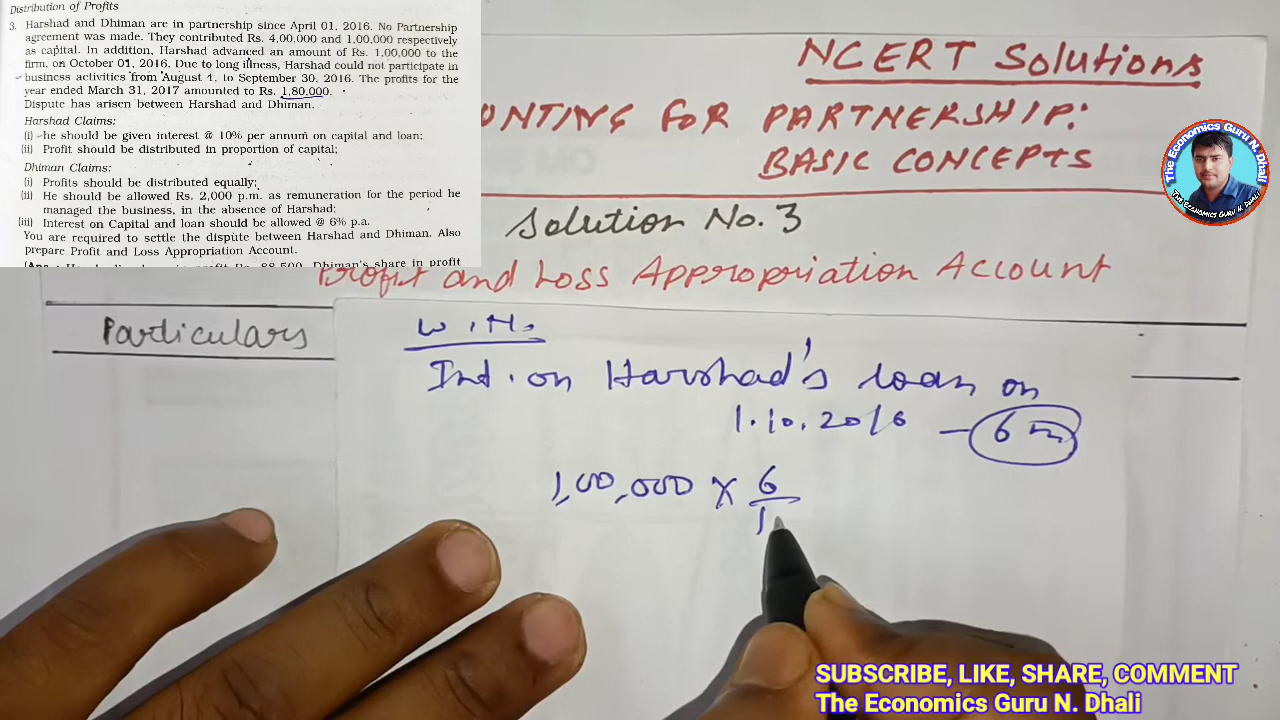 Distribution of Profits
3. Harshad and Dhiman are in partnership since April 01, 2016. No Partnership
agreement was made. They contributed Rs. 4,00,000 and 1,00,000 respectively
as capital. In addition, Harshad advanced an amount of Rs. 1,00,000 to the
firm, on October 01, 2016. Due to long illness, Harshad could not participate in
business activities from August 1, to September 30, 2016. The profits for the
year ended March 31, 2017 amounted to Rs. 1,80,000.
Dispute has arisen between Harshad and Dhiman.
Harshad Claims:
(i) he should be given interest @ 10% per annum on capital and loan;
(ii) Profit should be distributed in proportion of capital;
Dhiman Claims:
(i) Profits should be distributed equally;
(ii) He should be allowed Rs. 2,000 p.m. as remuneration for the period he
managed the business, in the absence of Harshad;
(iii) Interest on Capital and loan should be allowed @ 6% p.a.
You are required to settle the dispute between Harshad and Dhiman. Also
prepare Profit and Loss Appropriation Account.
NCERT Solutions
ONTING FOR PARTNERSHIP:
BASIC CONCEPTS
The Economics Guru N. Dhali
The Economics Guru N. Dhali
Solution No. 3
Profit and Loss Appropriation Account
Particulars
W.N.
Int. on Harshad's loan on
1.10.2016 – 6 m
1,00,000 × 6
1
SUBSCRIBE, LIKE, SHARE, COMMENT
The Economics Guru N. Dhali